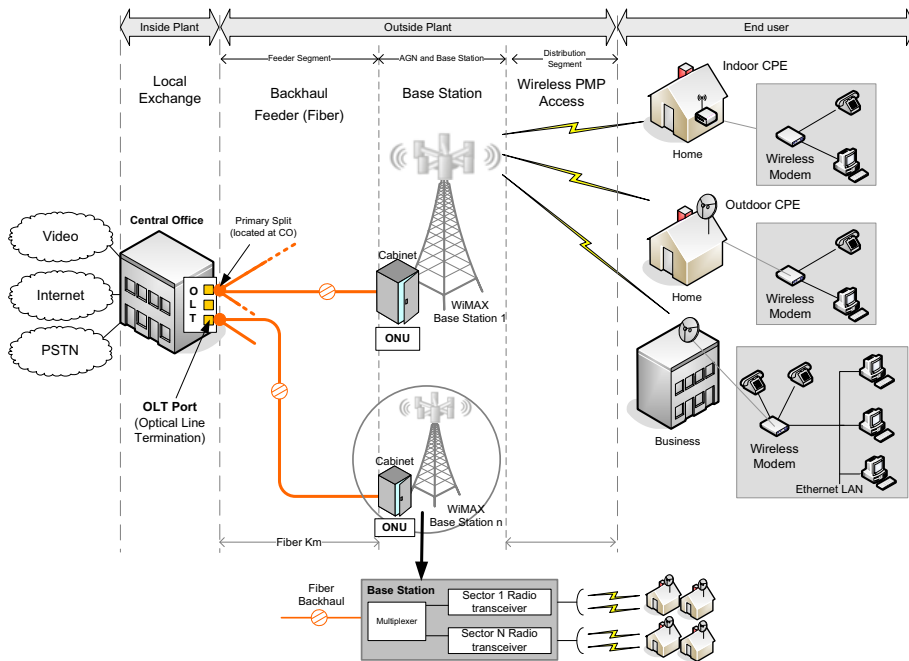 Inside Plant
Outside Plant
End user
Feeder Segment
AGN and Base Station
Distribution
Segment
Local
Exchange
Backhaul
Feeder (Fiber)
Base Station
Wireless PMP
Access
Indoor CPE
Home
Wireless
Modem
Central Office
Primary Split
(located at CO)
Video
Internet
PSTN
O
L
T
Cabinet
ONU
WiMAX
Base Station 1
Outdoor CPE
Home
Wireless
Modem
OLT Port
(Optical Line
Termination)
Cabinet
ONU
WiMAX
Base Station n
Business
Wireless
Modem
Ethernet LAN
Fiber Km
Fiber
Backhaul
Base Station
Multiplexer
Sector 1 Radio
transceiver
Sector N Radio
transceiver